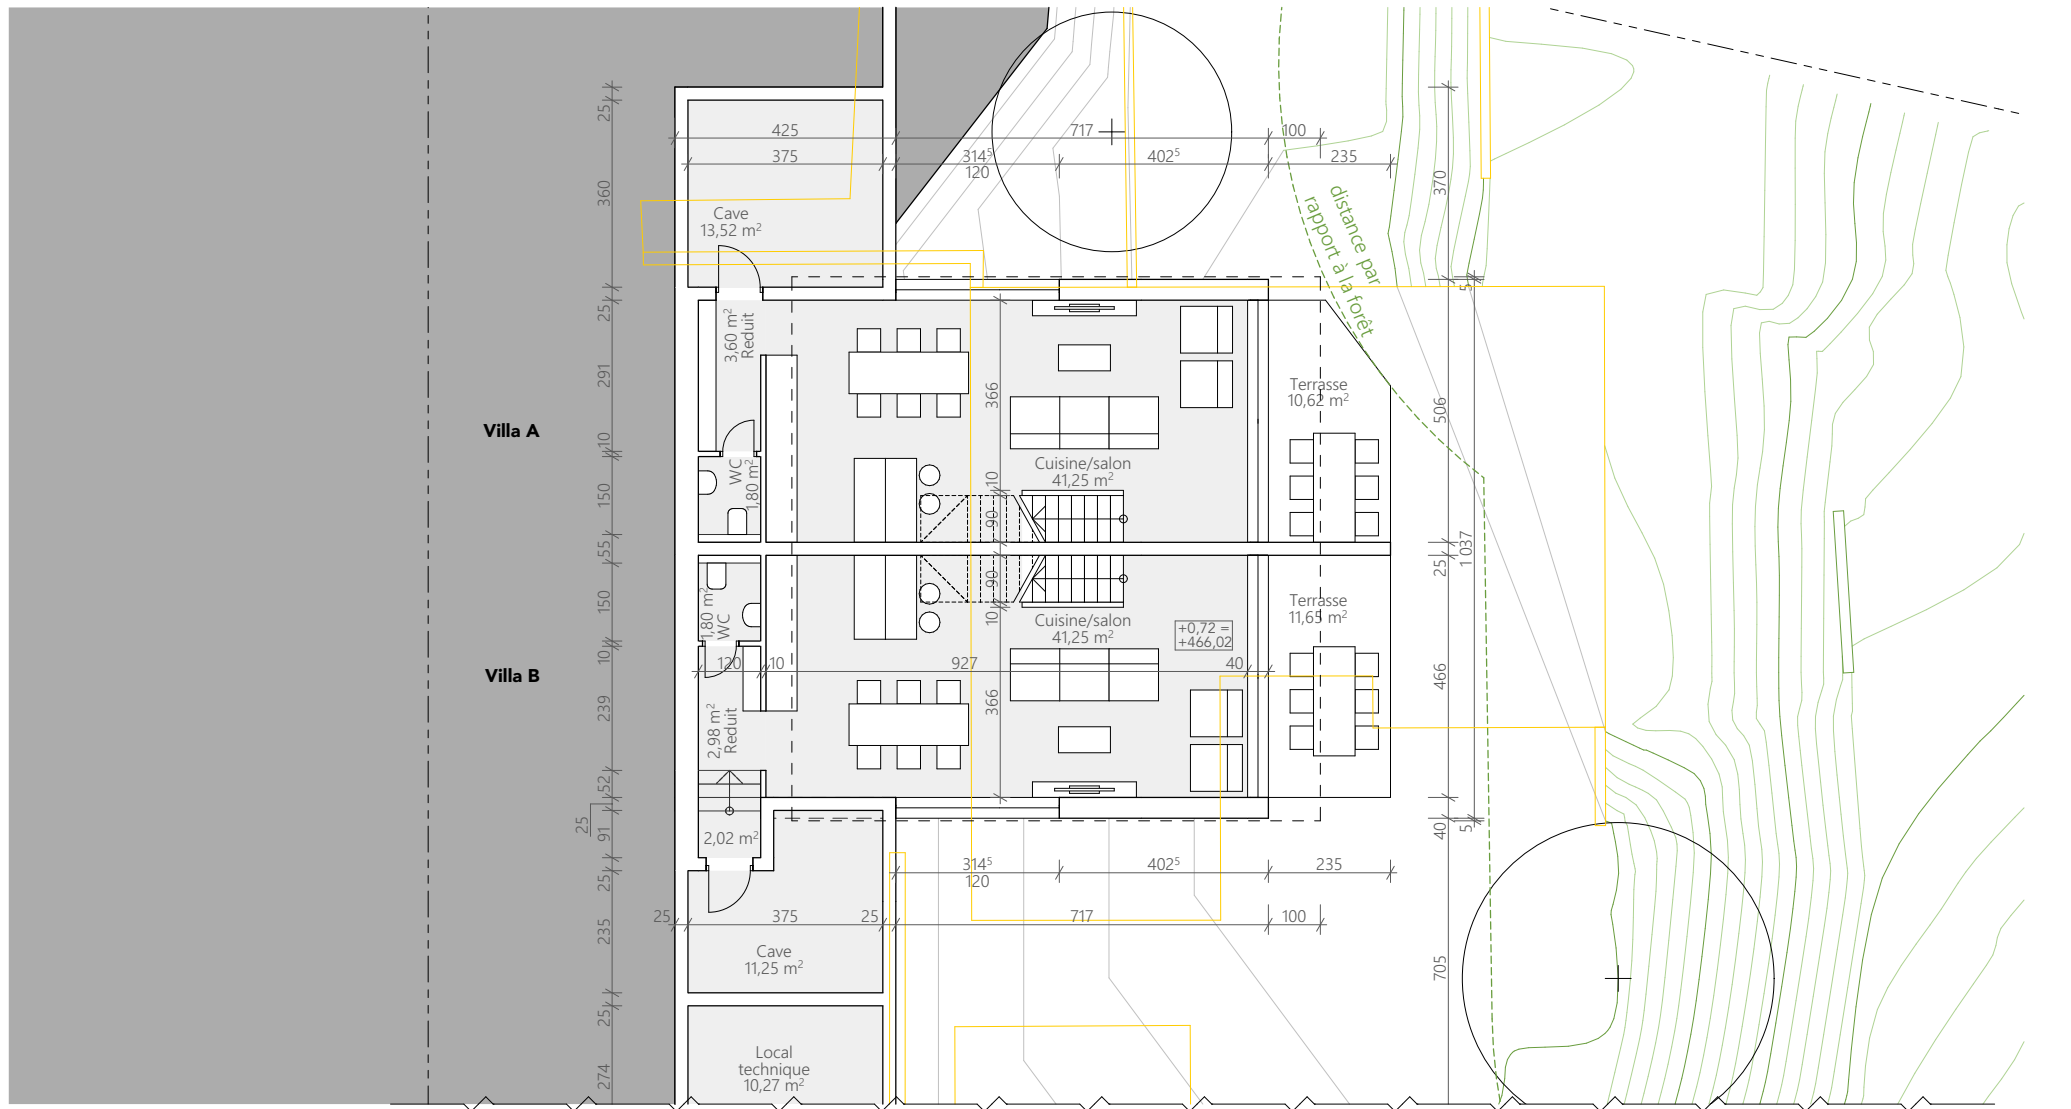 425
717
100
375
314⁵
120
402⁵
235
25
360
370
Cave
13,52 m²
distance par
rapport à la forêt
5
25
3,60 m²
Reduit
291
366
Terrasse
10,62 m²
506
Villa A
10
Cuisine/salon
41,25 m²
WC
1,80 m²
150
10
90
55
25
1 037
90
10
150
1,80 m²
WC
Cuisine/salon
41,25 m²
Terrasse
11,65 m²
+0,72 =
+466,02
10
120
10
927
40
466
Villa B
239
2,98 m²
Reduit
366
52
25
91
2,02 m²
40
5
314⁵
120
402⁵
235
25
25
375
25
717
100
235
Cave
11,25 m²
705
25
Local
technique
10,27 m²
274